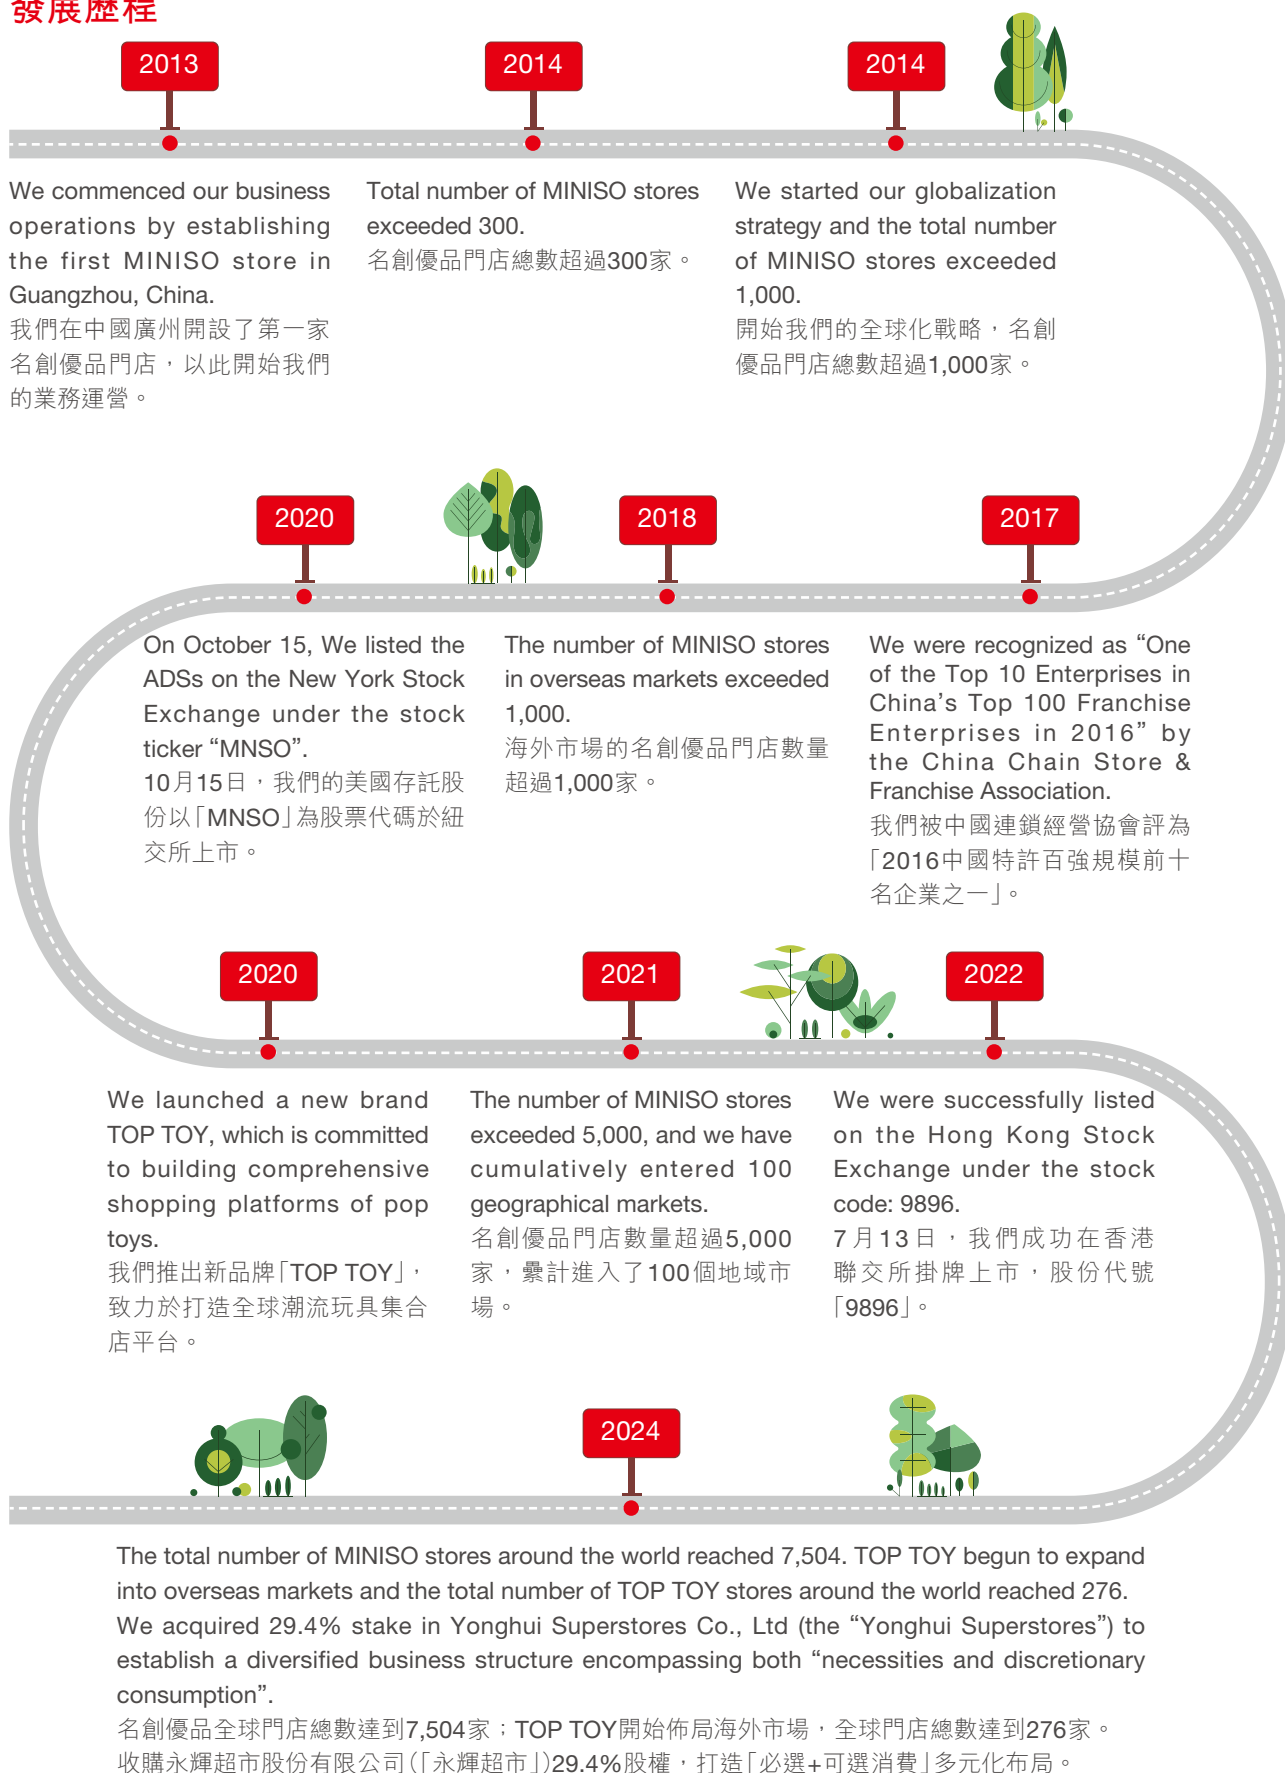 發展歷程
2013
2014
2014
We commenced our business
operations by establishing
the first MINISO store in
Guangzhou, China.
我們在中國廣州開設了第一家
名創優品門店，以此開始我們
的業務運營。
Total number of MINISO stores
exceeded 300.
名創優品門店總數超過300家。
We started our globalization
strategy and the total number
of MINISO stores exceeded
1,000.
開始我們的全球化戰略，名創
優品門店總數超過1,000家。
2020
2018
2017
On October 15, We listed the
ADSs on the New York Stock
Exchange under the stock
ticker “MNSO”.
10月15日，我們的美國存託股
份以「MNSO」為股票代碼於紐
交所上市。
The number of MINISO stores
in overseas markets exceeded
1,000.
海外市場的名創優品門店數量
超過1,000家。
We were recognized as “One
of the Top 10 Enterprises in
China’s Top 100 Franchise
Enterprises in 2016” by
the China Chain Store &
Franchise Association.
我們被中國連鎖經營協會評為
「2016中國特許百強規模前十
名企業之一」。
2020
2021
2022
We launched a new brand
TOP TOY, which is committed
to building comprehensive
shopping platforms of pop
toys.
我們推出新品牌「TOP TOY」，
致力於打造全球潮流玩具集合
店平台。
The number of MINISO stores
exceeded 5,000, and we have
cumulatively entered 100
geographical markets.
名創優品門店數量超過5,000
家，纍計進入了100個地域市
場。
We were successfully listed
on the Hong Kong Stock
Exchange under the stock
code: 9896.
7月13日，我們成功在香港
聯交所掛牌上市，股份代號
「9896」。
2024
The total number of MINISO stores around the world reached 7,504. TOP TOY begun to expand
into overseas markets and the total number of TOP TOY stores around the world reached 276.
We acquired 29.4% stake in Yonghui Superstores Co., Ltd (the “Yonghui Superstores”) to
establish a diversified business structure encompassing both “necessities and discretionary
consumption”.
名創優品全球門店總數達到7,504家；TOP TOY開始佈局海外市場，全球門店總數達到276家。
收購永輝超市股份有限公司（「永輝超市」）29.4%股權，打造「必選+可選消費」多元化布局。